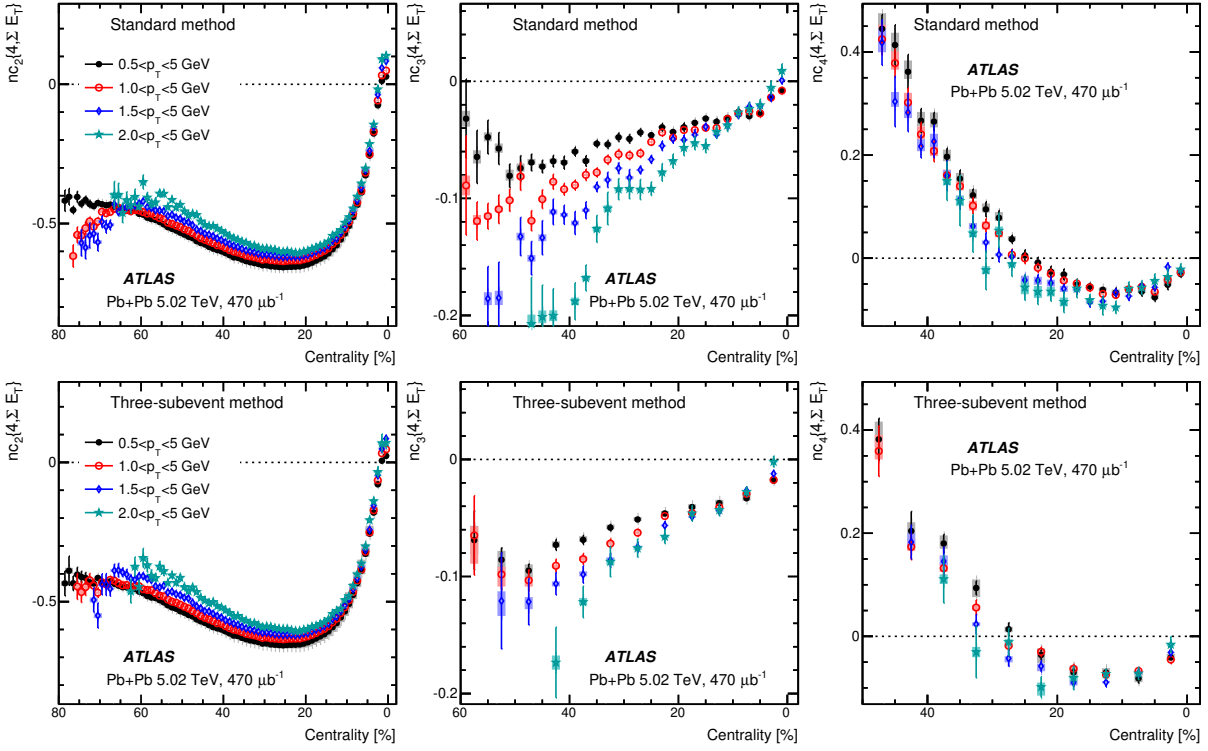 nc₂{4,Σ E_T}
Standard method
0.5<p_T<5 GeV
1.0<p_T<5 GeV
1.5<p_T<5 GeV
2.0<p_T<5 GeV
0
−0.5
ATLAS
Pb+Pb 5.02 TeV, 470 μb⁻¹
80 60 40 20 0
Centrality [%]
nc₃{4,Σ E_T}
Standard method
0
−0.1
−0.2
ATLAS
Pb+Pb 5.02 TeV, 470 μb⁻¹
60 40 20 0
Centrality [%]
nc₄{4,Σ E_T}
Standard method
ATLAS
Pb+Pb 5.02 TeV, 470 μb⁻¹
0.4
0.2
0
40 20 0
Centrality [%]
nc₂{4,Σ E_T}
Three-subevent method
0.5<p_T<5 GeV
1.0<p_T<5 GeV
1.5<p_T<5 GeV
2.0<p_T<5 GeV
0
−0.5
ATLAS
Pb+Pb 5.02 TeV, 470 μb⁻¹
80 60 40 20 0
Centrality [%]
nc₃{4,Σ E_T}
Three-subevent method
0
−0.1
−0.2
ATLAS
Pb+Pb 5.02 TeV, 470 μb⁻¹
60 40 20 0
Centrality [%]
nc₄{4,Σ E_T}
Three-subevent method
ATLAS
Pb+Pb 5.02 TeV, 470 μb⁻¹
0.4
0.2
0
40 20 0
Centrality [%]